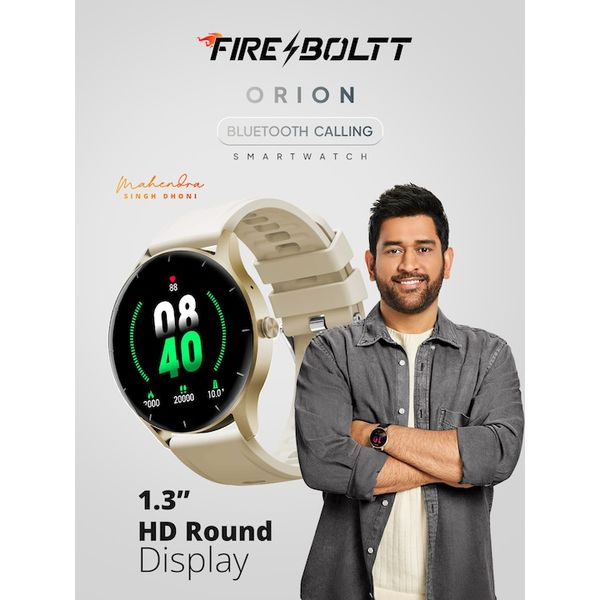 FIRE BOLTT
ORION
BLUETOOTH CALLING
SMARTWATCH
Mahendra
SINGH DHONI
88
08
40
2000 20000 10.0
1.3”
HD Round
Display